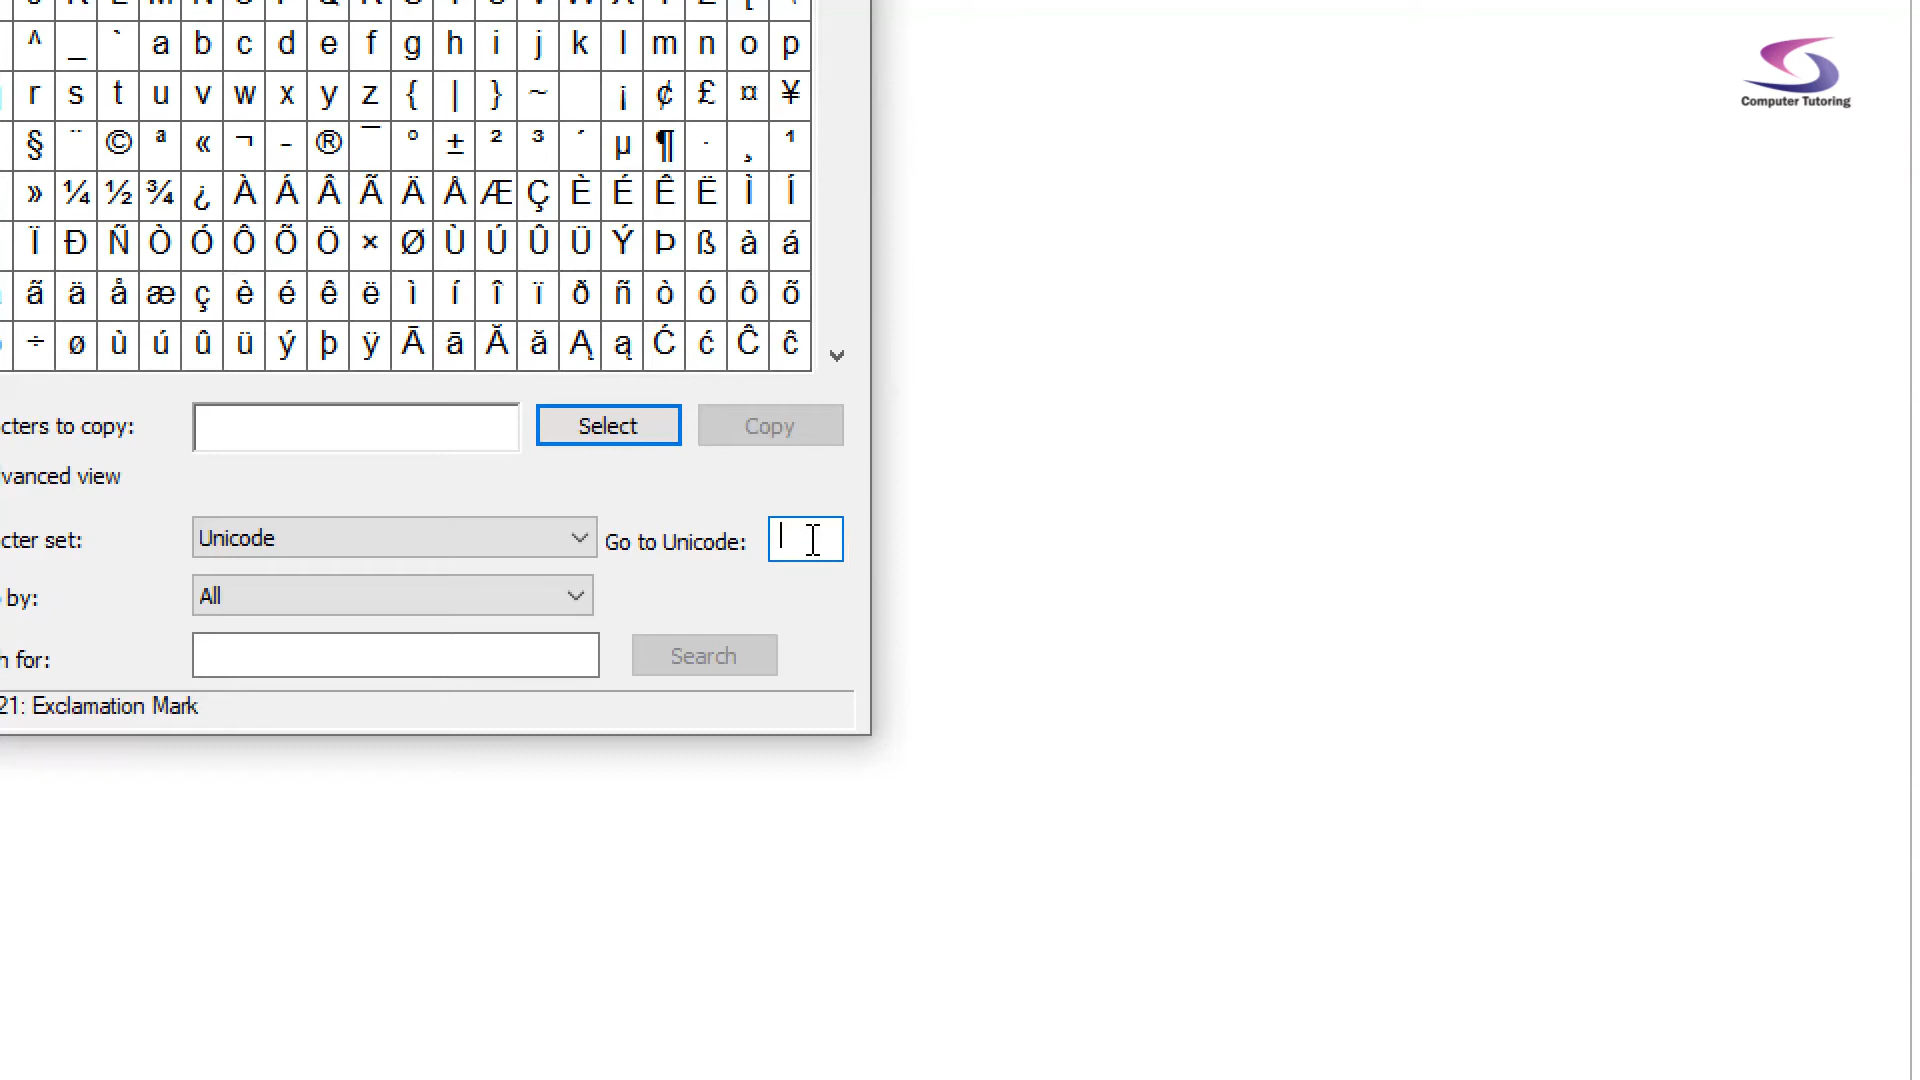 ^ _ ` a b c d e f g h i j k l m n o p
r s t u v w x y z { | } ~ ¡ ¢ £ ¤ ¥
§ ¨ © ª « ¬ - ® ¯ ° ± ² ³ ´ µ ¶ · ¸ ¹
» ¼ ½ ¾ ¿ À Á Â Ã Ä Å Æ Ç È É Ê Ë Ì Í
Ï Ð Ñ Ò Ó Ô Õ Ö × Ø Ù Ú Û Ü Ý Þ ß à á
ã ä å æ ç è é ê ë ì í î ï ð ñ ò ó ô õ
÷ ø ù ú û ü ý þ ÿ Ā ā Ă ă Ą ą Ć ć Ĉ ĉ
cters to copy:
Select
Copy
vanced view
cter set:
Unicode
Go to Unicode:
by:
All
h for:
Search
21: Exclamation Mark
Computer Tutoring